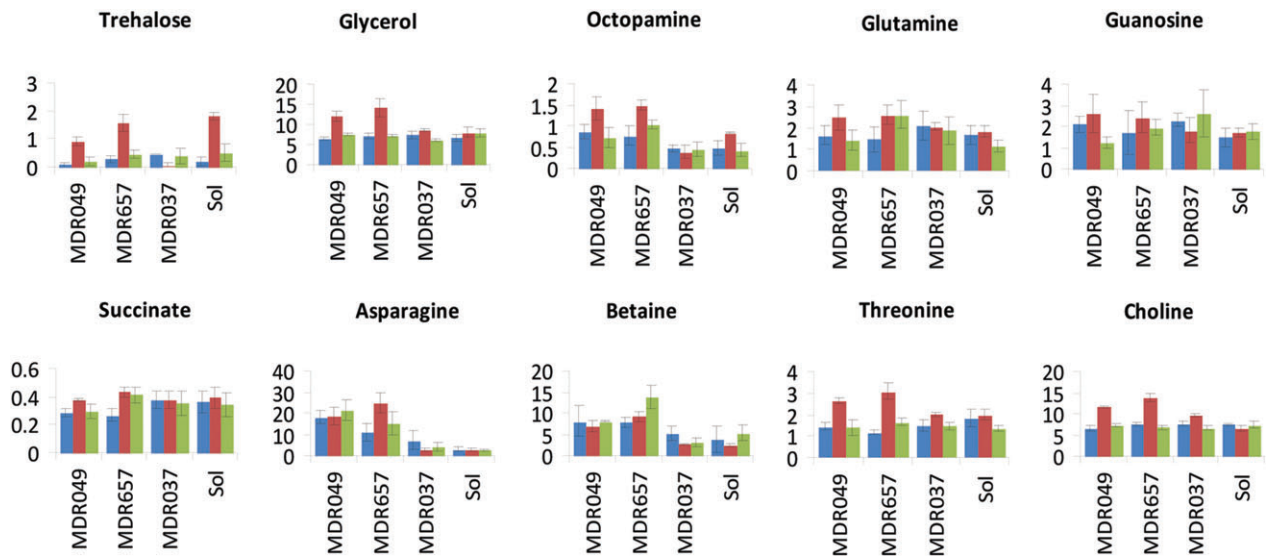 Trehalose
3
2
1
0
MDR049
MDR657
MDR037
Sol
Glycerol
20
15
10
5
0
MDR049
MDR657
MDR037
Sol
Octopamine
2
1.5
1
0.5
0
MDR049
MDR657
MDR037
Sol
Glutamine
4
3
2
1
0
MDR049
MDR657
MDR037
Sol
Guanosine
4
3
2
1
0
MDR049
MDR657
MDR037
Sol
Succinate
0.6
0.4
0.2
0
MDR049
MDR657
MDR037
Sol
Asparagine
40
30
20
10
0
MDR049
MDR657
MDR037
Sol
Betaine
20
15
10
5
0
MDR049
MDR657
MDR037
Sol
Threonine
4
3
2
1
0
MDR049
MDR657
MDR037
Sol
Choline
20
15
10
5
0
MDR049
MDR657
MDR037
Sol